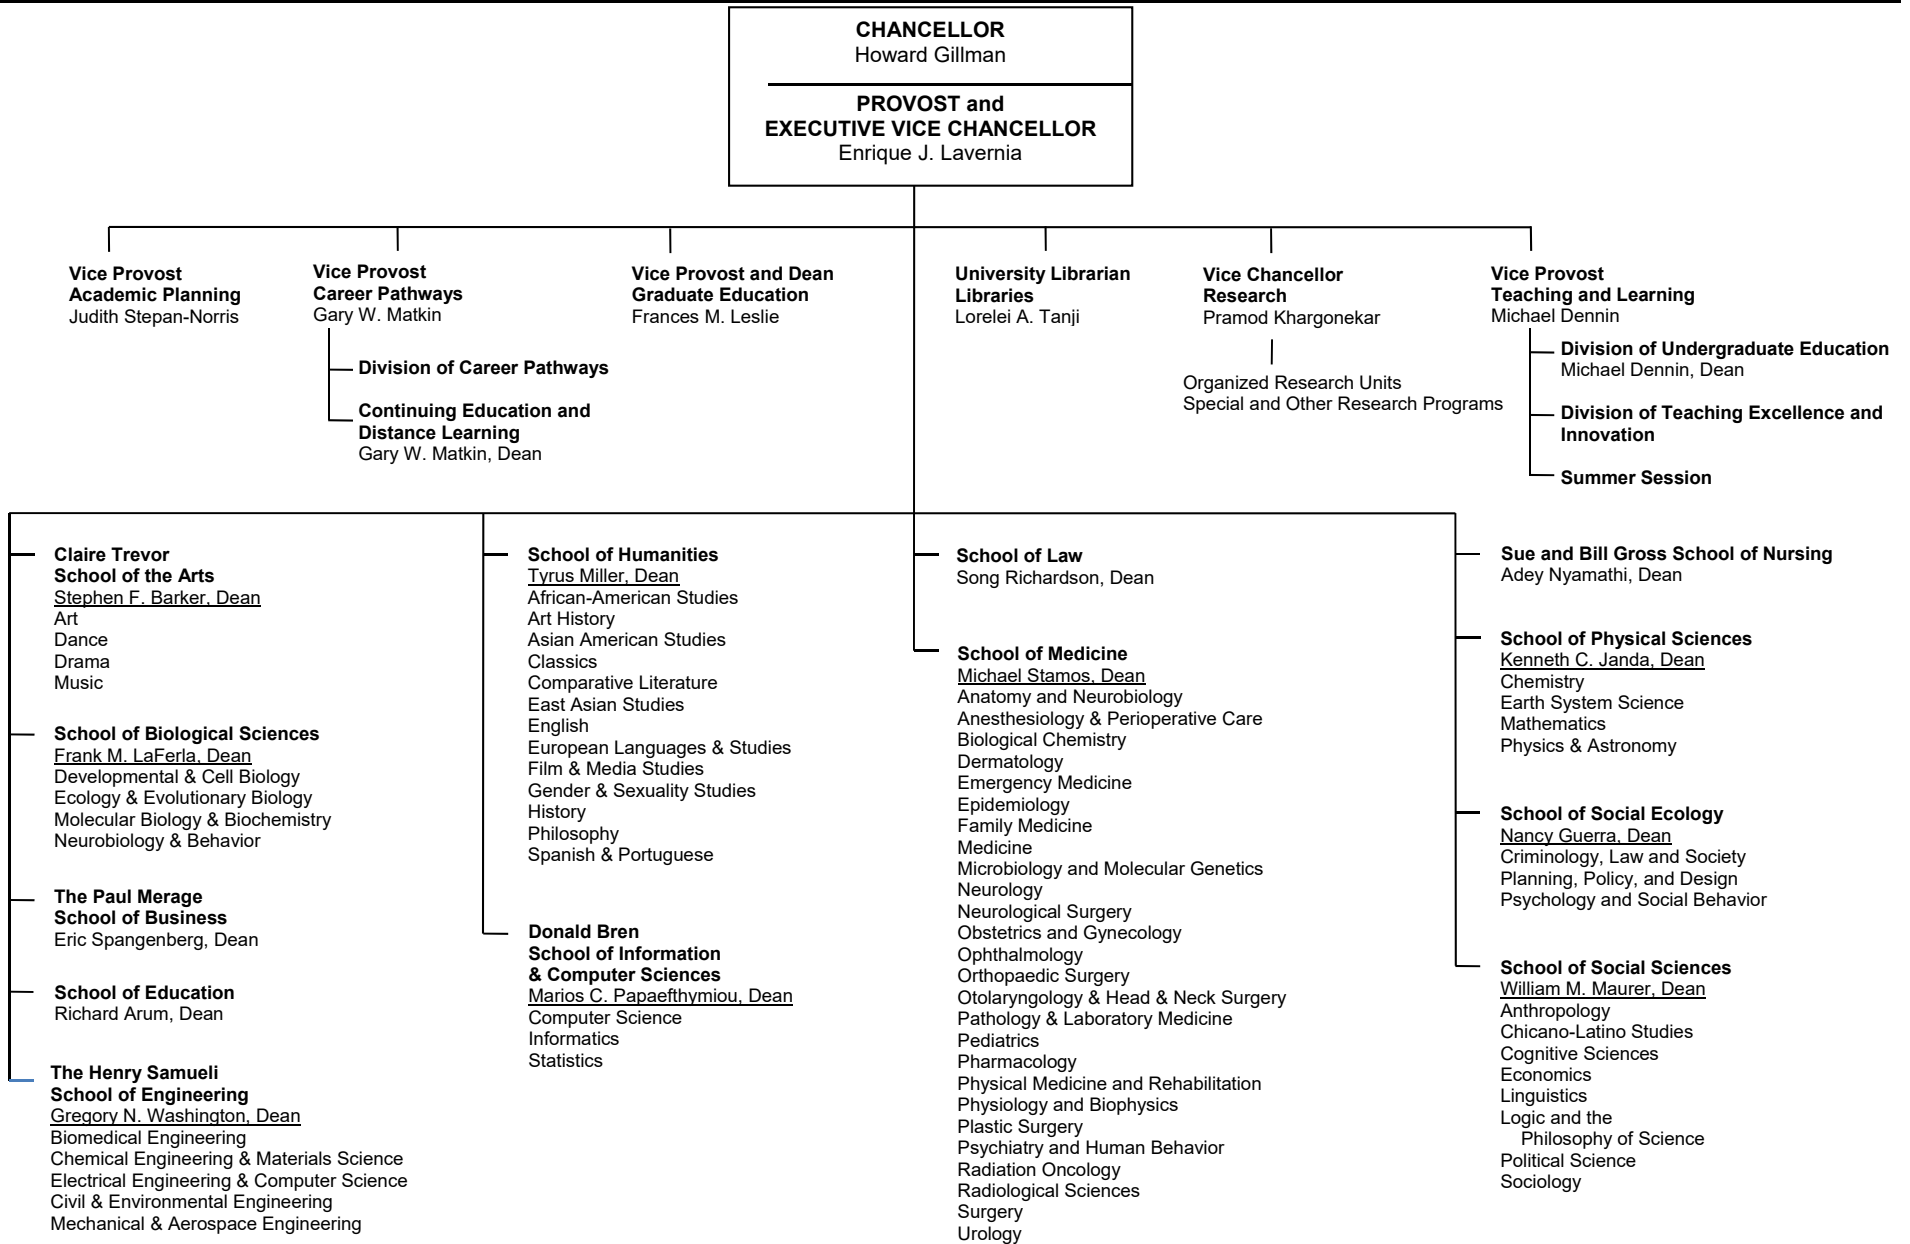 CHANCELLOR
Howard Gillman
PROVOST and
EXECUTIVE VICE CHANCELLOR
Enrique J. Lavernia
Vice Provost
Academic Planning
Judith Stepan-Norris
Vice Provost
Career Pathways
Gary W. Matkin
Division of Career Pathways
Continuing Education and
Distance Learning
Gary W. Matkin, Dean
Vice Provost and Dean
Graduate Education
Frances M. Leslie
University Librarian
Libraries
Lorelei A. Tanji
Vice Chancellor
Research
Pramod Khargonekar
Organized Research Units
Special and Other Research Programs
Vice Provost
Teaching and Learning
Michael Dennin
Division of Undergraduate Education
Michael Dennin, Dean
Division of Teaching Excellence and
Innovation
Summer Session
Claire Trevor
School of the Arts
Stephen F. Barker, Dean
Art
Dance
Drama
Music
School of Biological Sciences
Frank M. LaFerla, Dean
Developmental & Cell Biology
Ecology & Evolutionary Biology
Molecular Biology & Biochemistry
Neurobiology & Behavior
The Paul Merage
School of Business
Eric Spangenberg, Dean
School of Education
Richard Arum, Dean
The Henry Samueli
School of Engineering
Gregory N. Washington, Dean
Biomedical Engineering
Chemical Engineering & Materials Science
Electrical Engineering & Computer Science
Civil & Environmental Engineering
Mechanical & Aerospace Engineering
School of Humanities
Tyrus Miller, Dean
African-American Studies
Art History
Asian American Studies
Classics
Comparative Literature
East Asian Studies
English
European Languages & Studies
Film & Media Studies
Gender & Sexuality Studies
History
Philosophy
Spanish & Portuguese
Donald Bren
School of Information
& Computer Sciences
Marios C. Papaefthymiou, Dean
Computer Science
Informatics
Statistics
School of Law
Song Richardson, Dean
School of Medicine
Michael Stamos, Dean
Anatomy and Neurobiology
Anesthesiology & Perioperative Care
Biological Chemistry
Dermatology
Emergency Medicine
Epidemiology
Family Medicine
Medicine
Microbiology and Molecular Genetics
Neurology
Neurological Surgery
Obstetrics and Gynecology
Ophthalmology
Orthopaedic Surgery
Otolaryngology & Head & Neck Surgery
Pathology & Laboratory Medicine
Pediatrics
Pharmacology
Physical Medicine and Rehabilitation
Physiology and Biophysics
Plastic Surgery
Psychiatry and Human Behavior
Radiation Oncology
Radiological Sciences
Surgery
Urology
Sue and Bill Gross School of Nursing
Adey Nyamathi, Dean
School of Physical Sciences
Kenneth C. Janda, Dean
Chemistry
Earth System Science
Mathematics
Physics & Astronomy
School of Social Ecology
Nancy Guerra, Dean
Criminology, Law and Society
Planning, Policy, and Design
Psychology and Social Behavior
School of Social Sciences
William M. Maurer, Dean
Anthropology
Chicano-Latino Studies
Cognitive Sciences
Economics
Linguistics
Logic and the
Philosophy of Science
Political Science
Sociology